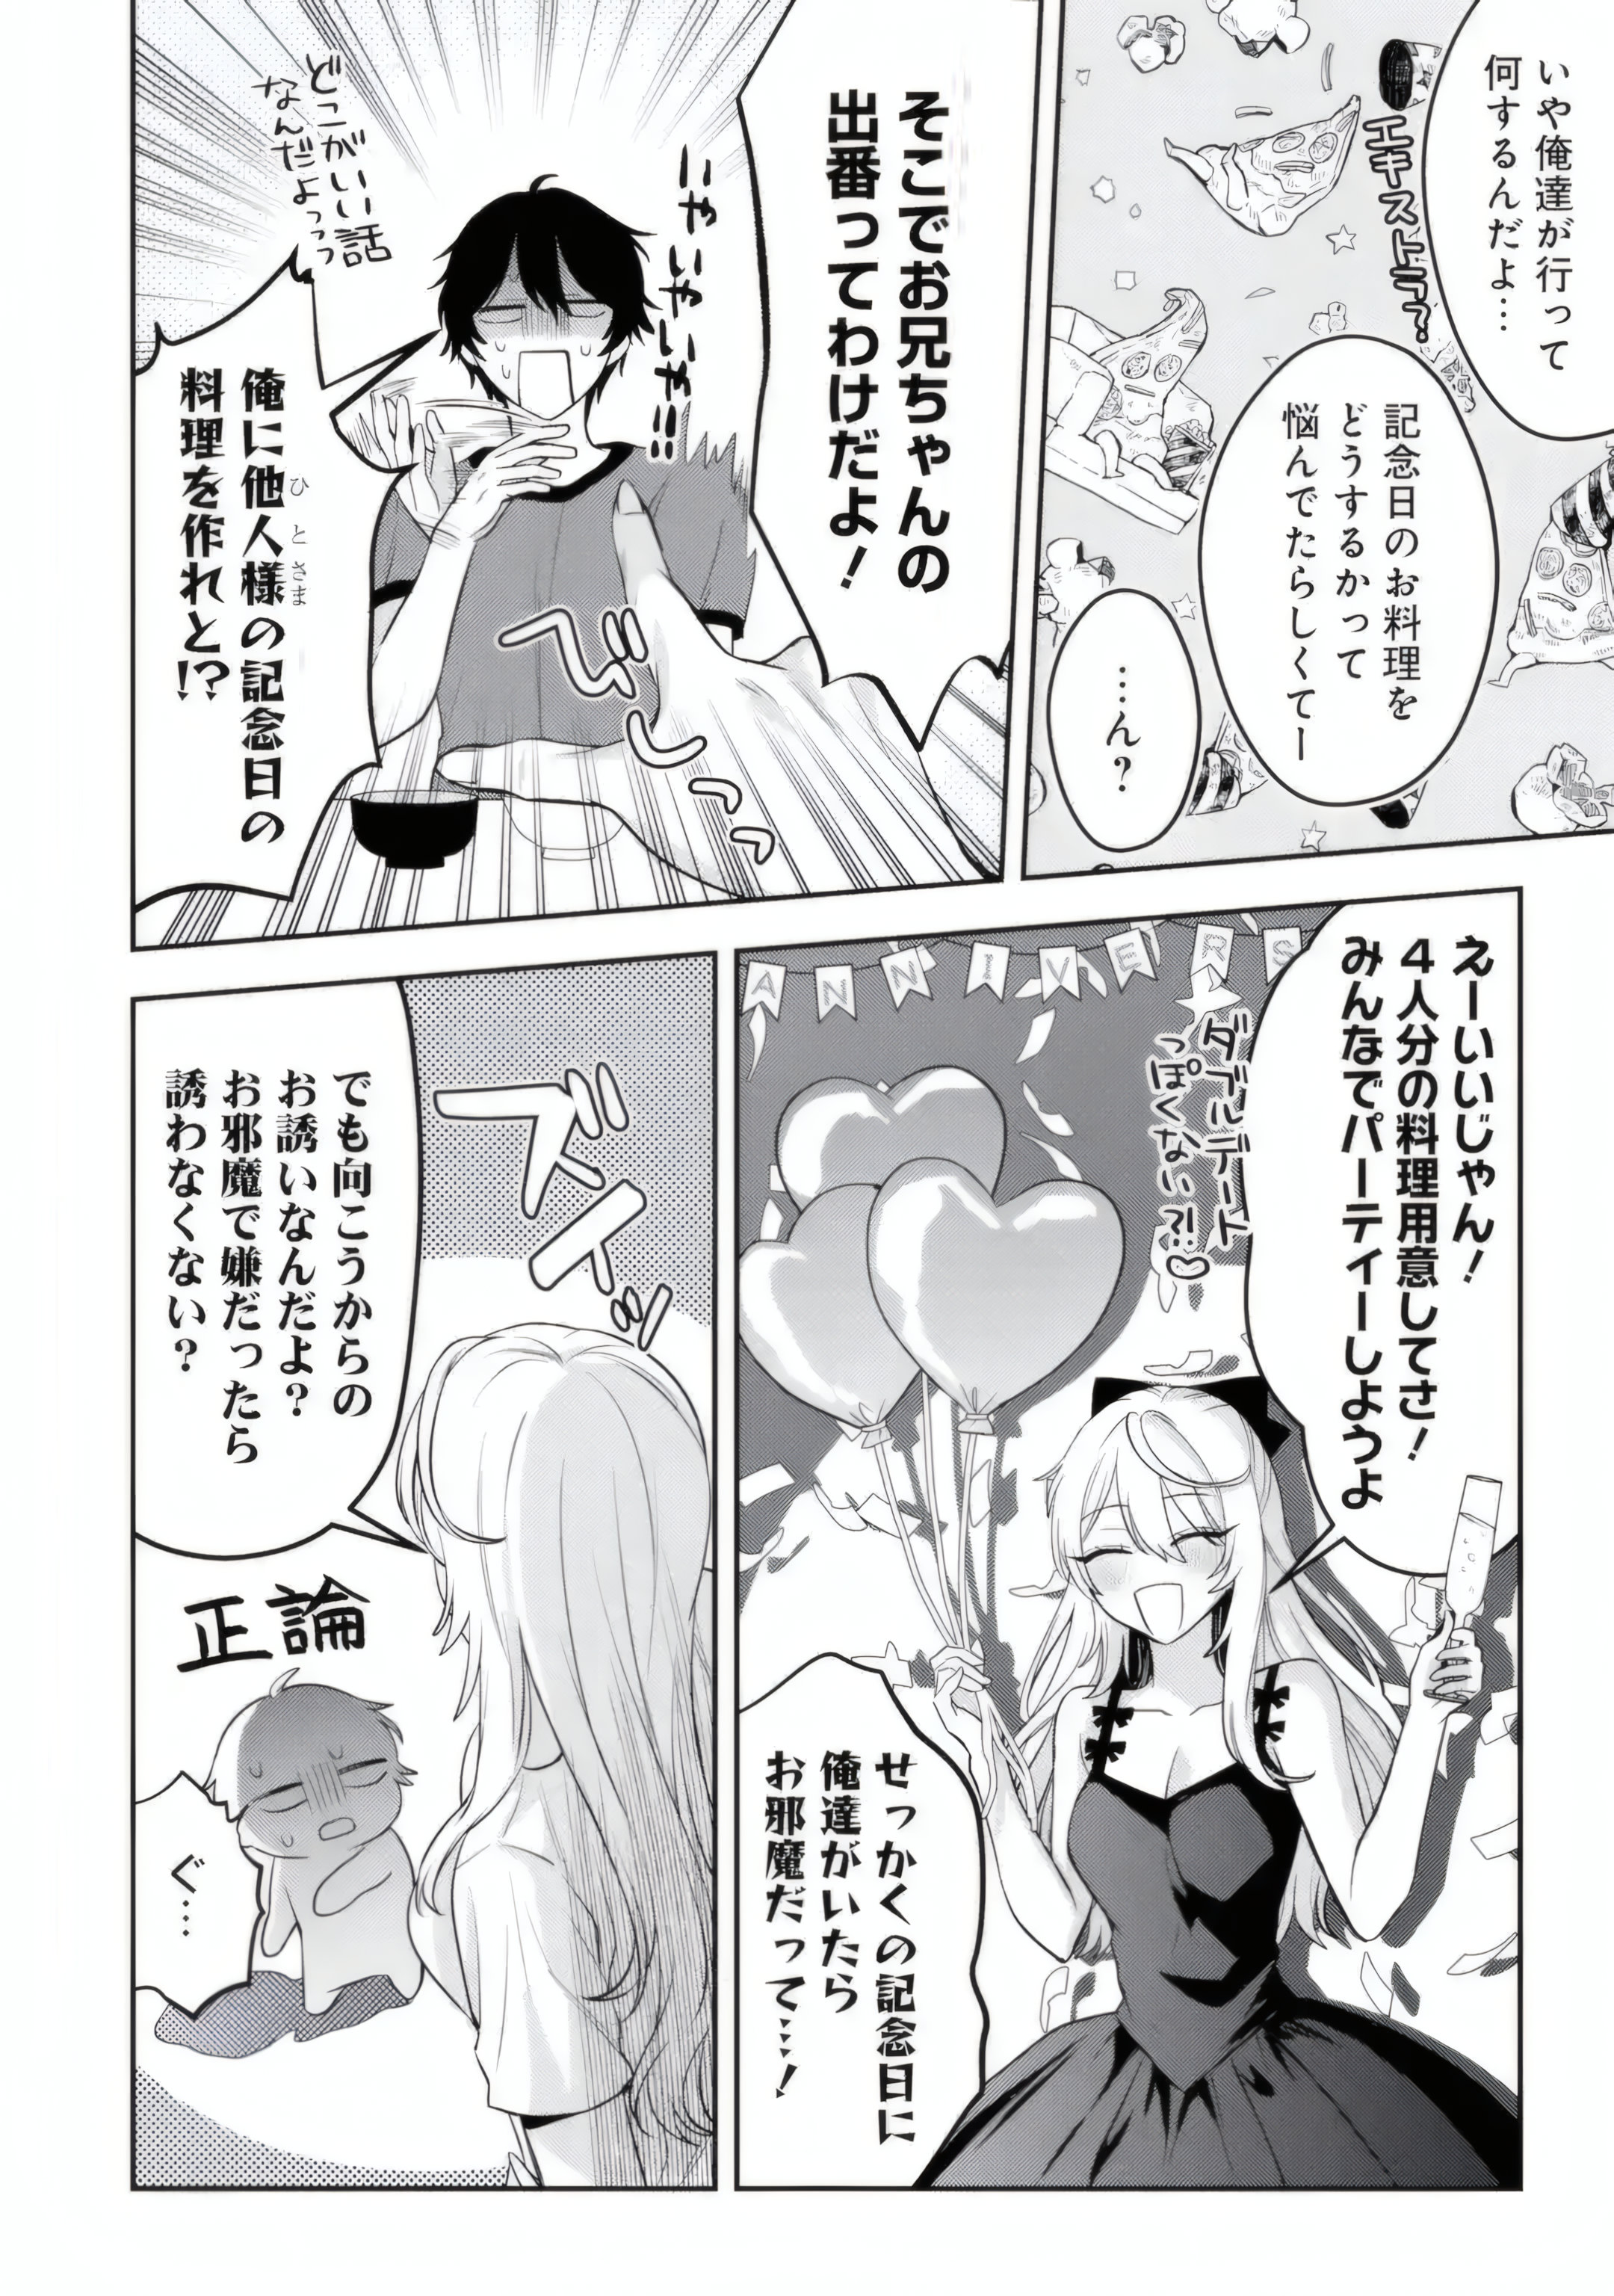 いや俺達が行って
何するんだよ…
エキストラ？
記念日のお料理を
どうするかって
悩んでたらしくてー
…ん？
そこでお兄ちゃんの
出番ってわけだよ！
いやいやいや!!
びしっっ
どこがいい話
なんだよっっっ
俺に他人様の記念日の
ひとさま
料理を作れと!?
えーいいじゃん！
4人分の料理用意してさ！
みんなでパーティーしようよ
ANNIVERS
ダブルデート
っぽくない?!♡
せっかくの記念日に
俺達がいたら
お邪魔だって…！
ズイッ
でも向こうからの
お誘いなんだよ？
お邪魔で嫌だったら
誘わなくない？
正論
ぐ…